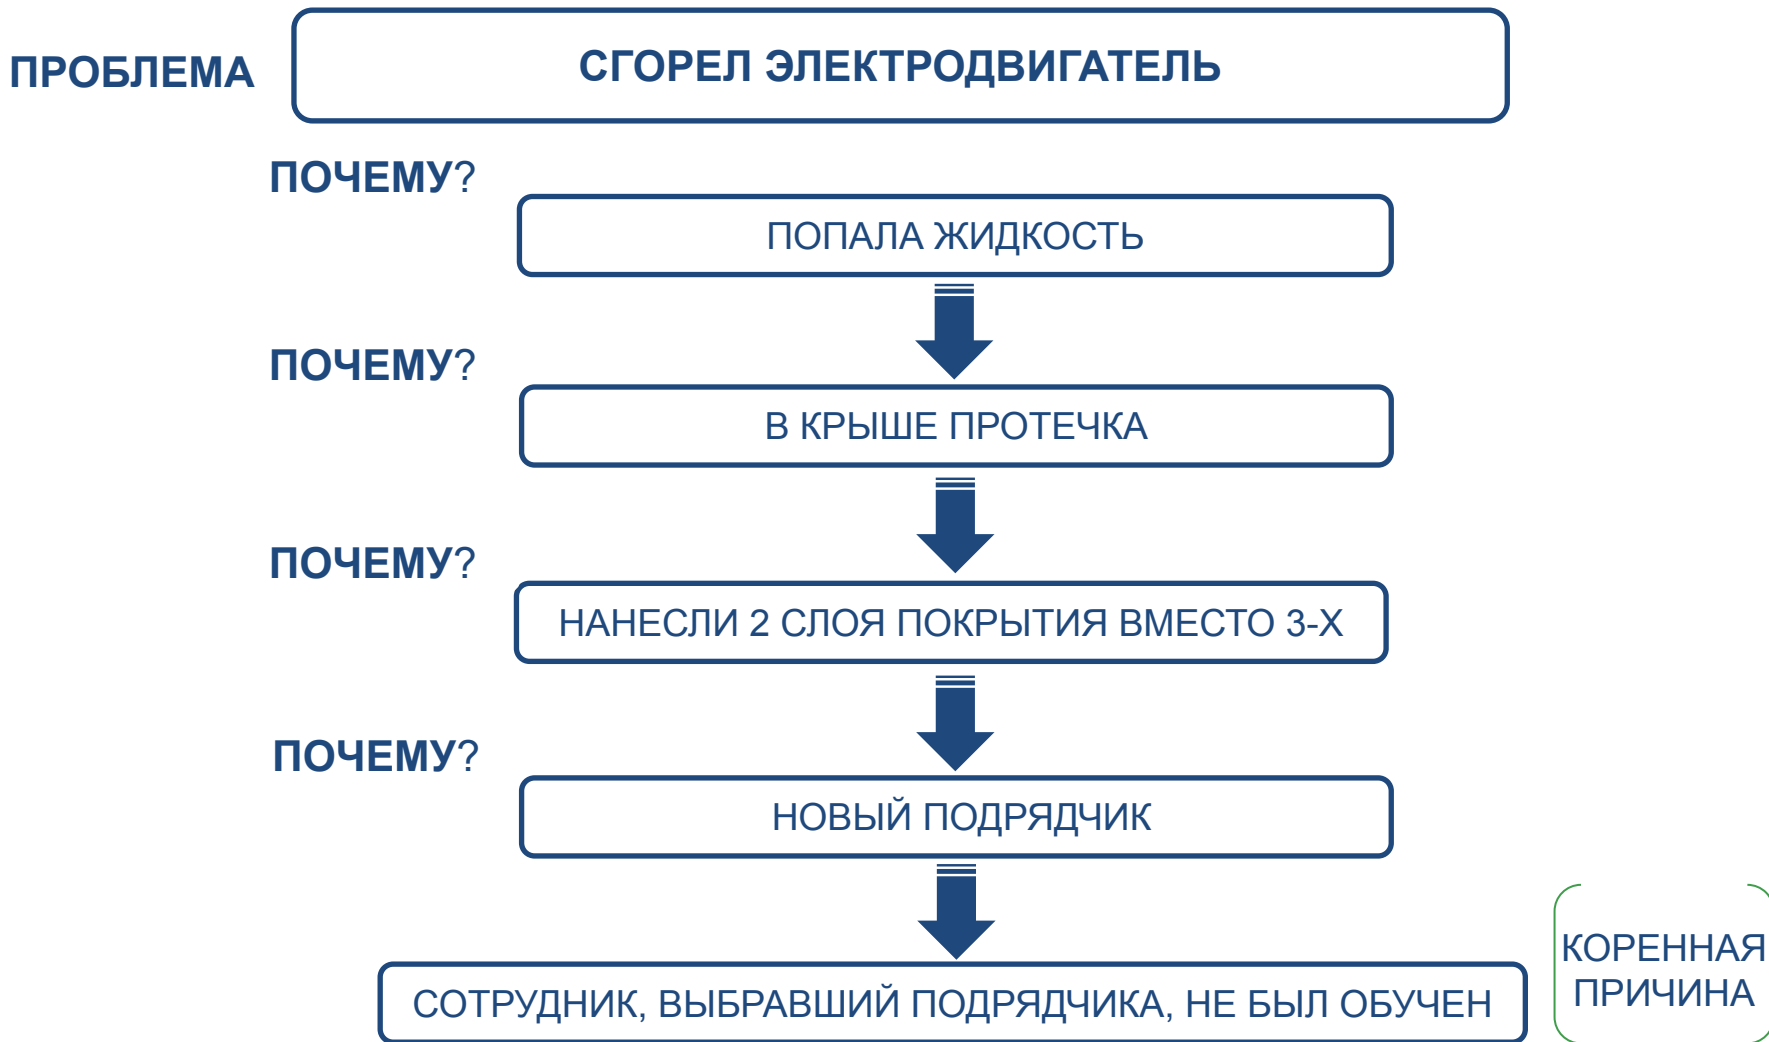 ПРОБЛЕМА
СГОРЕЛ ЭЛЕКТРОДВИГАТЕЛЬ
ПОЧЕМУ?
ПОПАЛА ЖИДКОСТЬ
ПОЧЕМУ?
В КРЫШЕ ПРОТЕЧКА
ПОЧЕМУ?
НАНЕСЛИ 2 СЛОЯ ПОКРЫТИЯ ВМЕСТО 3-Х
ПОЧЕМУ?
НОВЫЙ ПОДРЯДЧИК
СОТРУДНИК, ВЫБРАВШИЙ ПОДРЯДЧИКА, НЕ БЫЛ ОБУЧЕН
КОРЕННАЯ
ПРИЧИНА